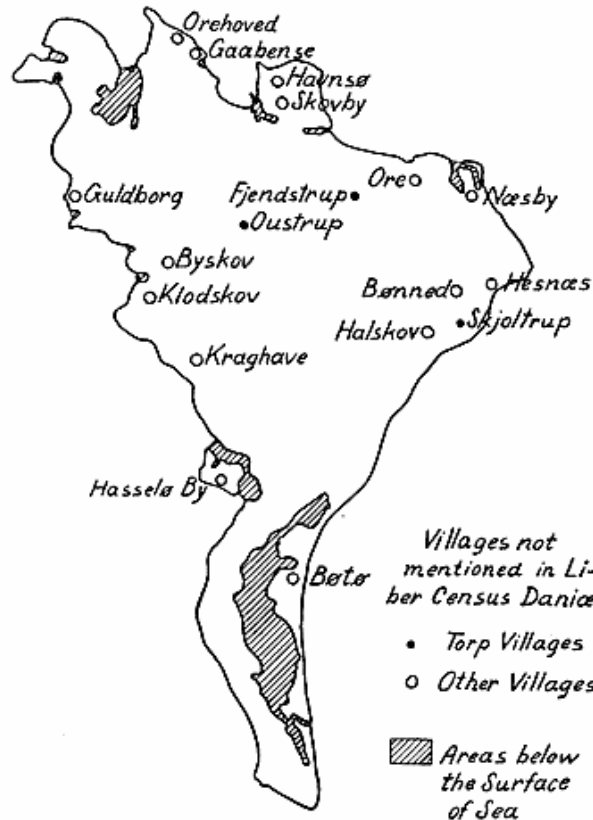 Orehoved
Gaabense
Havnsø
Skovby
Ore
Guldborg
Fjendstrup
Næsby
Oustrup
Byskov
Bønned
Hesnæs
Klodskov
Halskov
Skjoltrup
Kraghave
Hasselø By
Bøtø
Villages not
mentioned in Li-
ber Census Daniæ
Torp Villages
Other Villages
Areas below
the Surface
of Sea